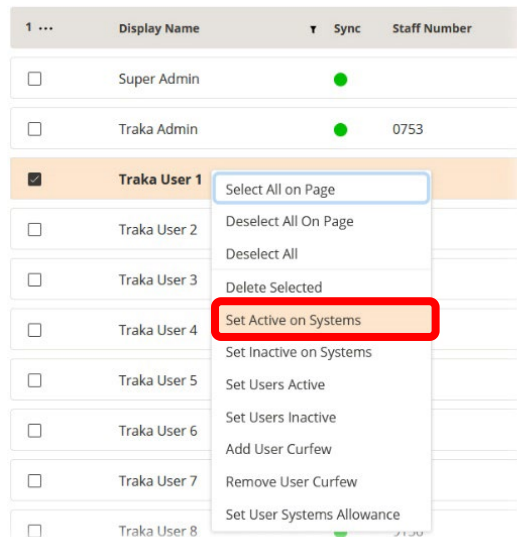 1 ••• Display Name Sync Staff Number
Super Admin
Traka Admin 0753
Traka User 1
Select All on Page
Deselect All On Page
Traka User 2
Deselect All
Traka User 3
Delete Selected
Traka User 4
Set Active on Systems
Set Inactive on Systems
Traka User 5
Set Users Active
Set Users Inactive
Traka User 6
Add User Curfew
Traka User 7
Remove User Curfew
Set User Systems Allowance
Traka User 8